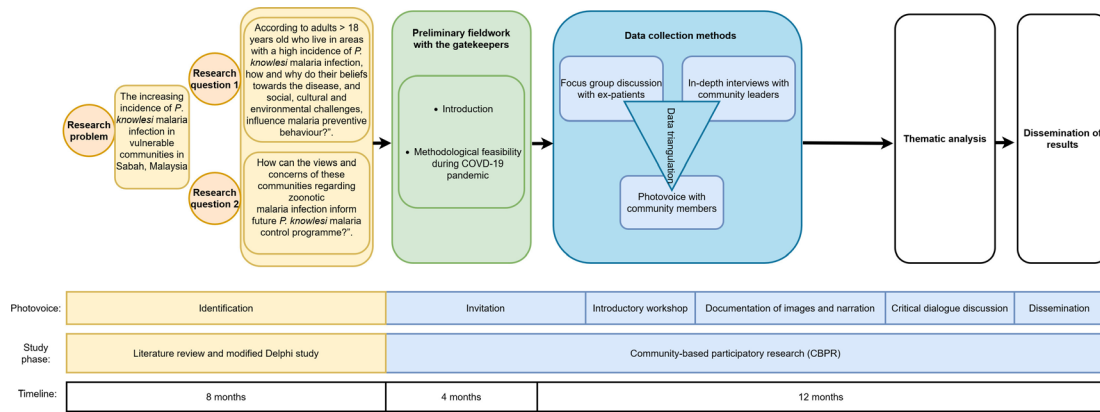 Research
problem
The increasing
incidence of P.
knowlesi malaria
infection in
vulnerable
communities in
Sabah, Malaysia
Research
question 1
According to adults > 18
years old who live in areas
with a high incidence of P.
knowlesi malaria infection,
how and why do their beliefs
towards the disease, and
social, cultural and
environmental challenges,
influence malaria preventive
behaviour?".
Research
question 2
How can the views and
concerns of these
communities regarding
zoonotic
malaria infection inform
future P. knowlesi malaria
control programme?".
Preliminary fieldwork
with the gatekeepers
• Introduction
• Methodological feasibility
during COVD-19
pandemic
Data collection methods
Focus group discussion
with ex-patients
In-depth interviews with
community leaders
Data triangulation
Photovoice with
community members
Thematic analysis
Dissemination of
results
Photovoice:
Identification
Invitation
Introductory workshop
Documentation of images and narration
Critical dialogue discussion
Dissemination
Study
phase:
Literature review and modified Delphi study
Community-based participatory research (CBPR)
Timeline:
8 months
4 months
12 months